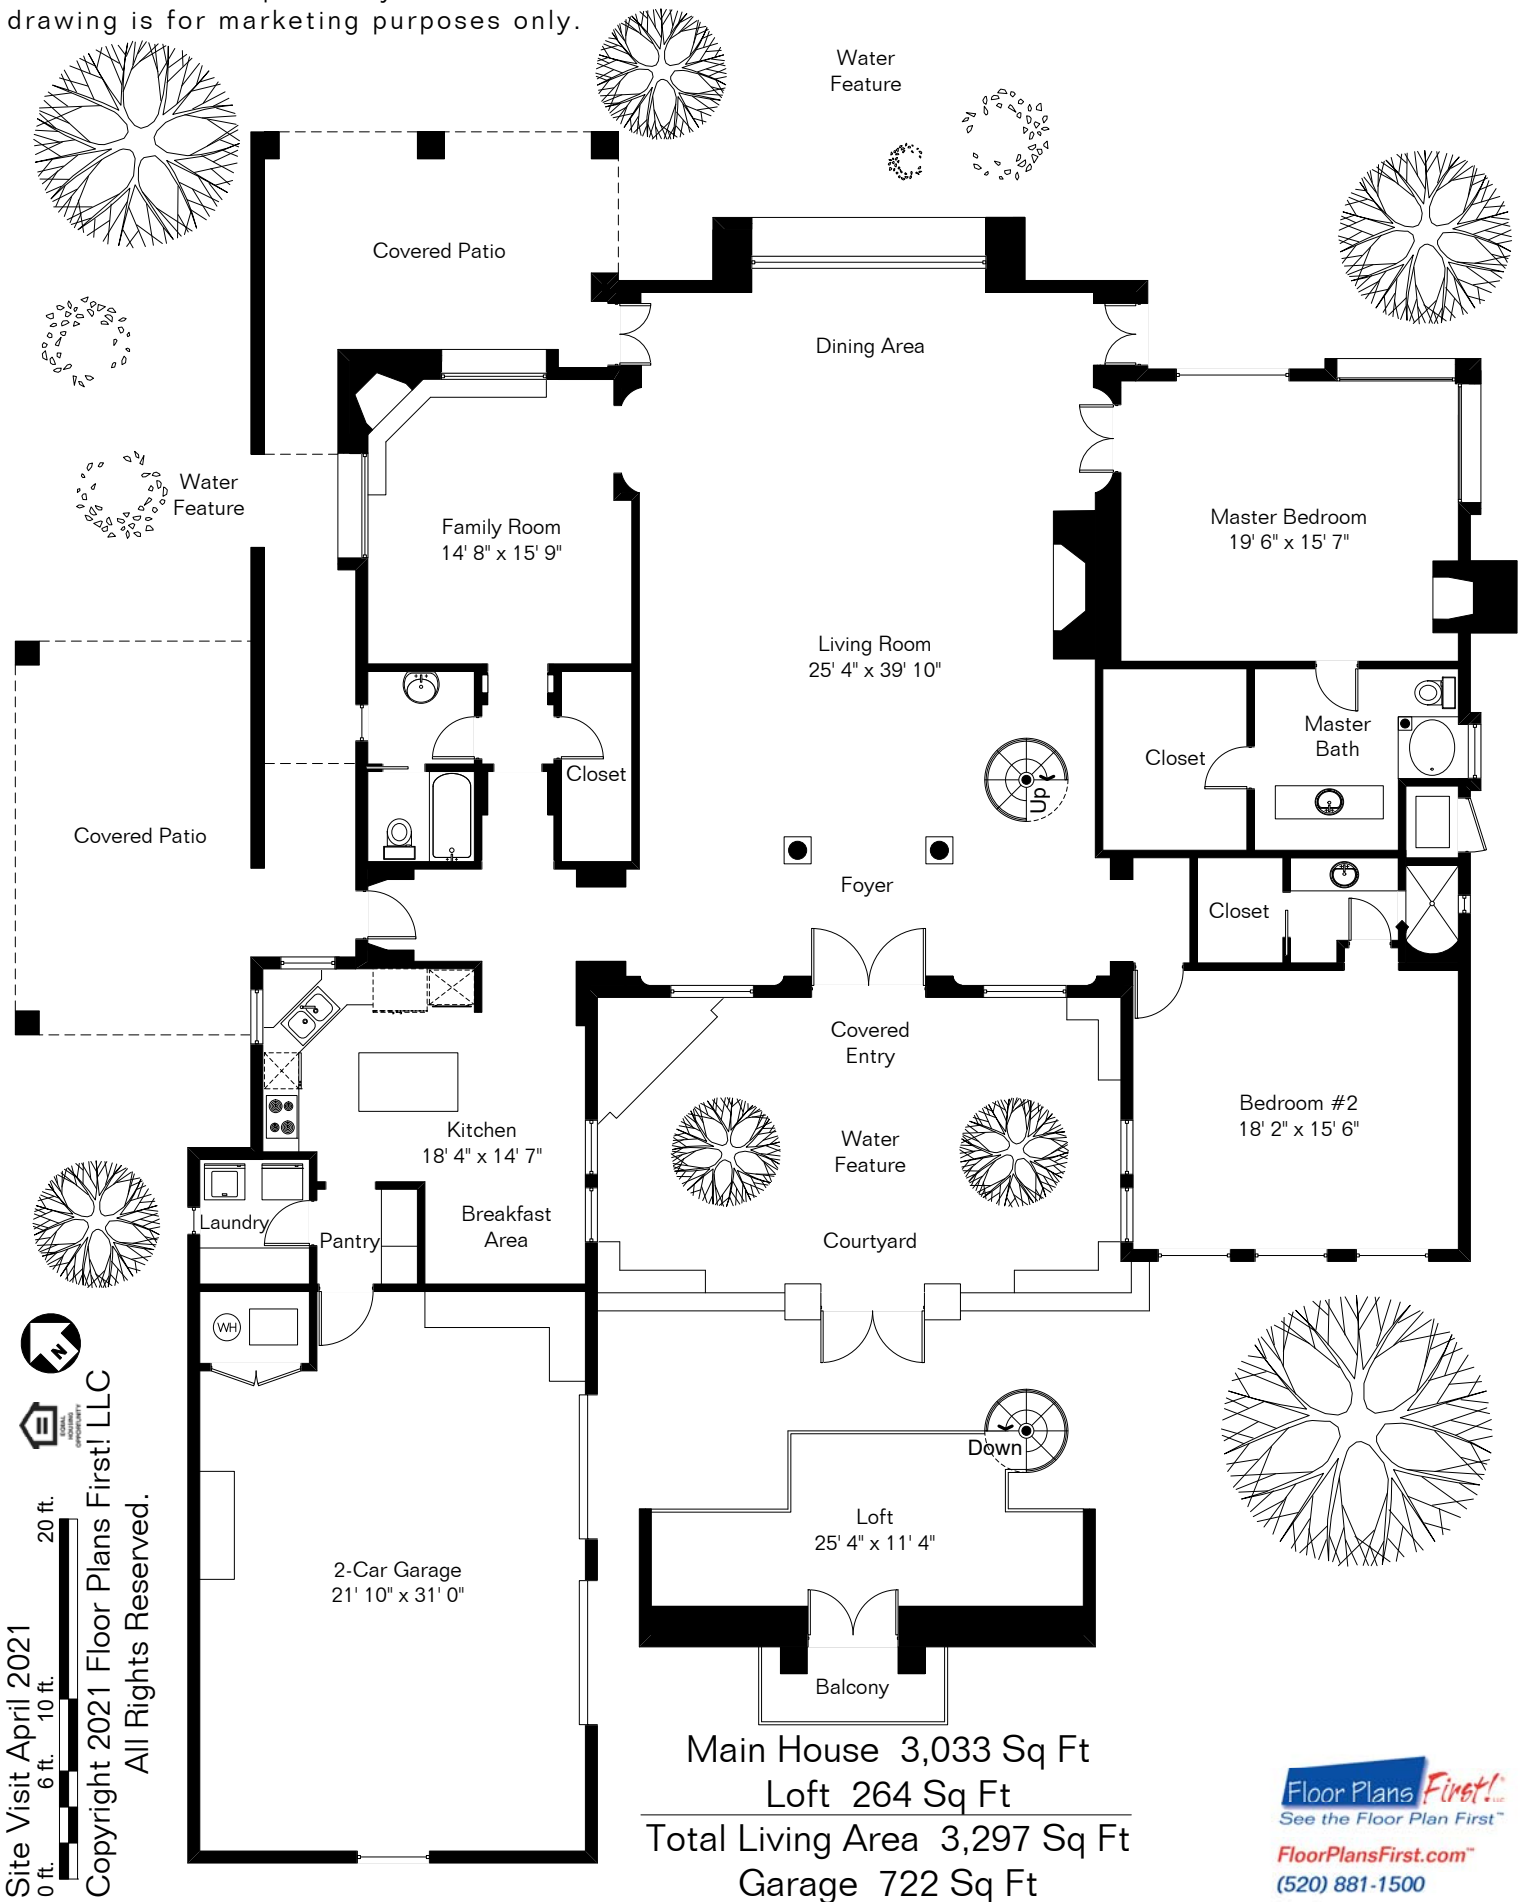 drawing is for marketing purposes only.
Water
Feature
Covered Patio
Dining Area
Water
Feature
Family Room
14' 8" x 15' 9"
Master Bedroom
19' 6" x 15' 7"
Living Room
25' 4" x 39' 10"
Master
Bath
Closet
Closet
Up
Covered Patio
Foyer
Closet
Covered
Entry
Bedroom #2
18' 2" x 15' 6"
Kitchen
18' 4" x 14' 7"
Water
Feature
Breakfast
Area
Laundry
Pantry
Courtyard
WH
N
EQUAL
HOUSING
OPPORTUNITY
Down
Loft
25' 4" x 11' 4"
2-Car Garage
21' 10" x 31' 0"
Balcony
Site Visit April 2021
0 ft. 6 ft. 10 ft. 20 ft.
Copyright 2021 Floor Plans First! LLC
All Rights Reserved.
Main House 3,033 Sq Ft
Loft 264 Sq Ft
Total Living Area 3,297 Sq Ft
Garage 722 Sq Ft
Floor Plans First! LLC
See the Floor Plan First™
FloorPlansFirst.com™
(520) 881-1500